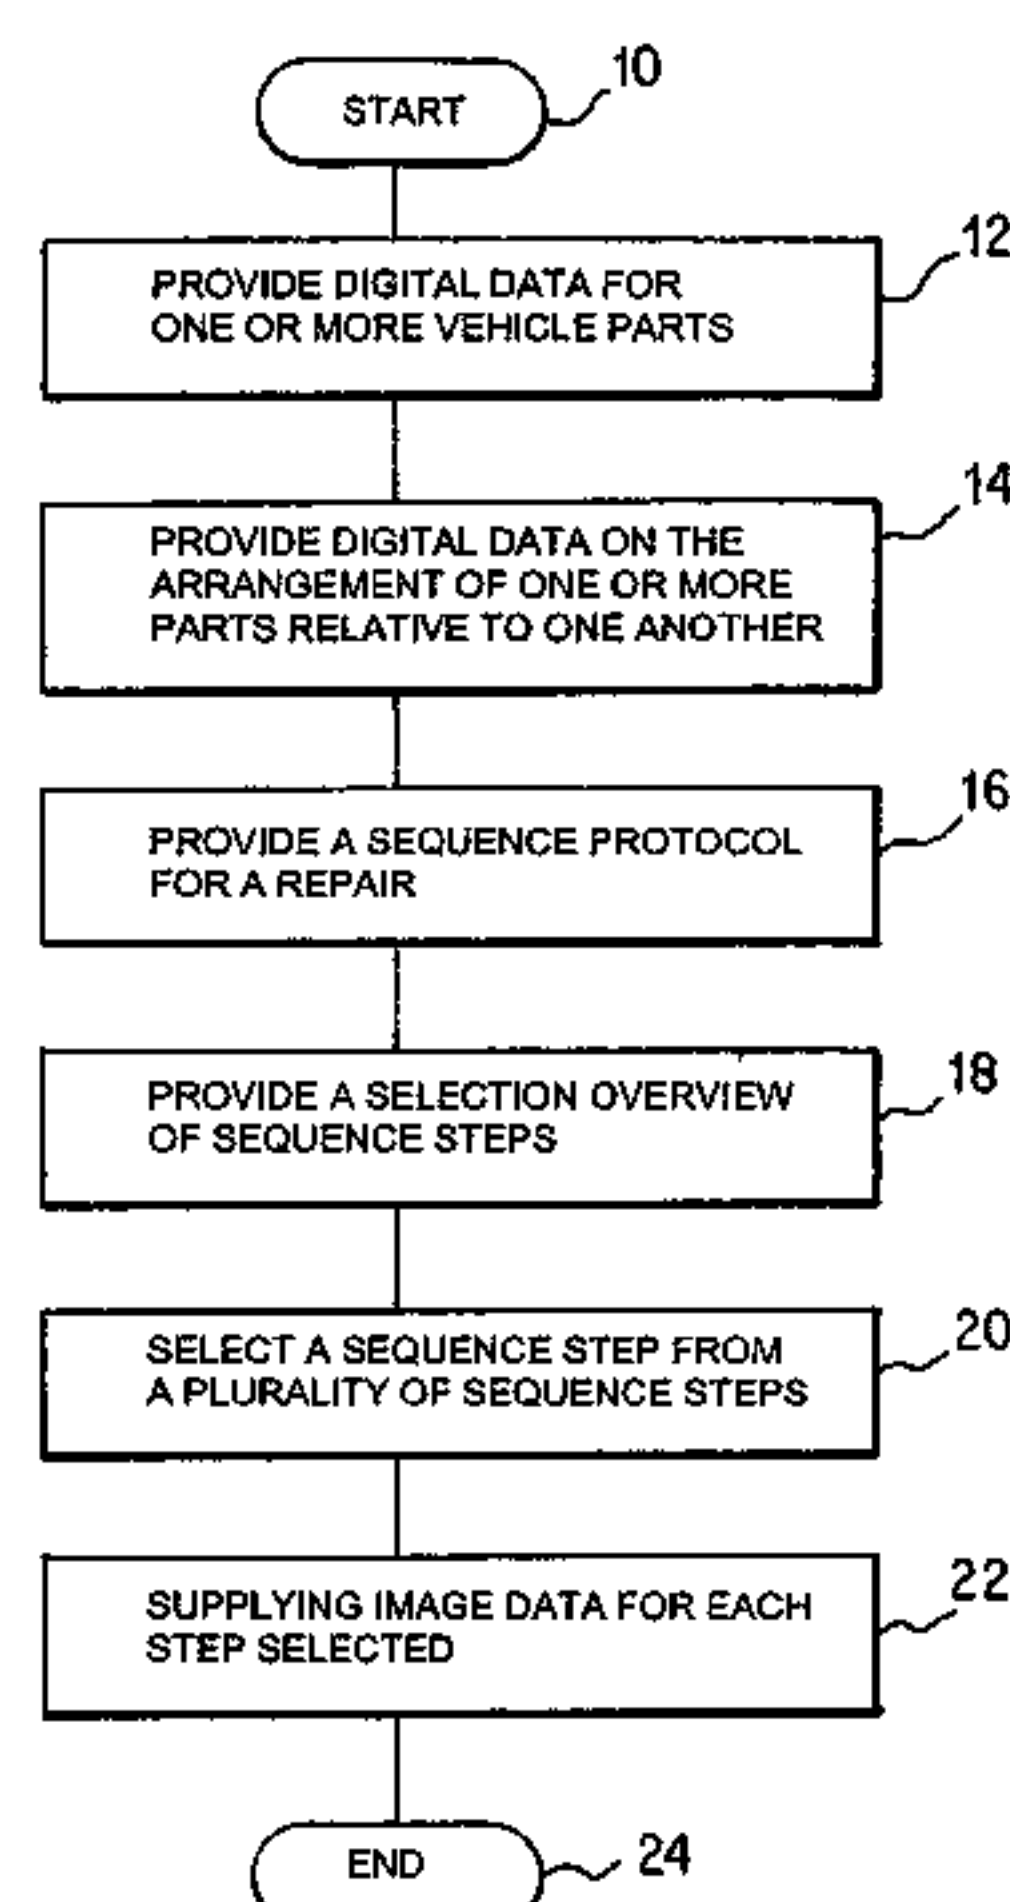 START
10
PROVIDE DIGITAL DATA FOR
ONE OR MORE VEHICLE PARTS
12
PROVIDE DIGITAL DATA ON THE
ARRANGEMENT OF ONE OR MORE
PARTS RELATIVE TO ONE ANOTHER
14
PROVIDE A SEQUENCE PROTOCOL
FOR A REPAIR
16
PROVIDE A SELECTION OVERVIEW
OF SEQUENCE STEPS
18
SELECT A SEQUENCE STEP FROM
A PLURALITY OF SEQUENCE STEPS
20
SUPPLYING IMAGE DATA FOR EACH
STEP SELECTED
22
END
24